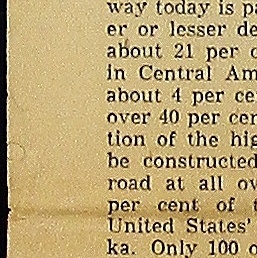 way today is pa
er or lesser de
about 21 per c
in Central Am
about 4 per ce
over 40 per cen
tion of the hig
be constructed
road at all ov
per cent of t
United States'
ka. Only 100 o